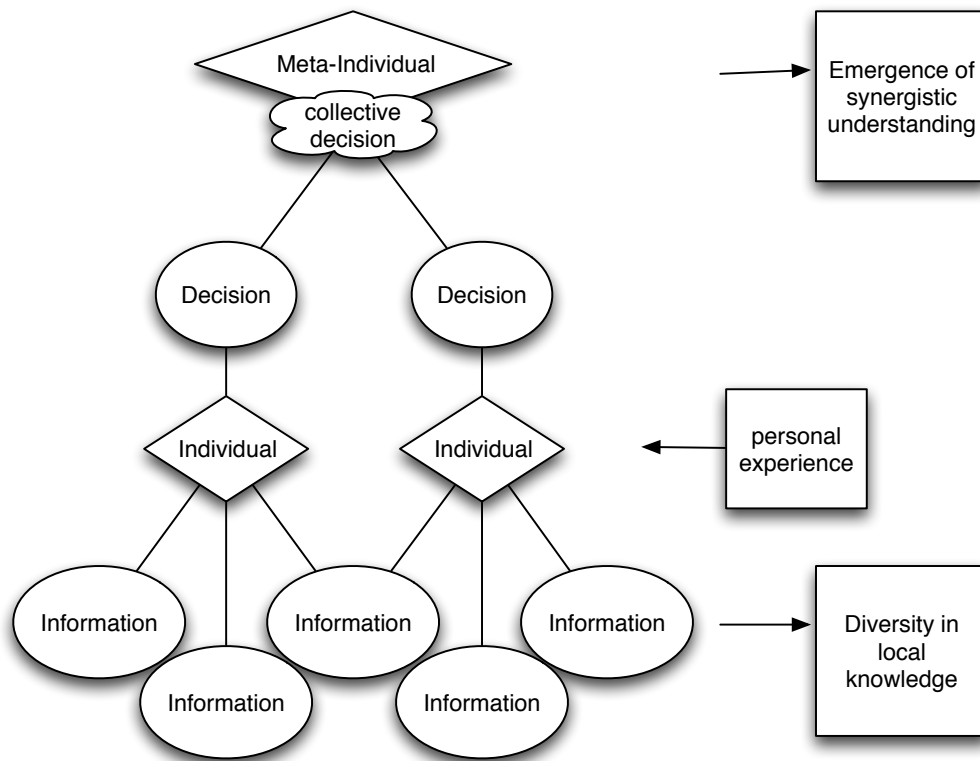 Meta-Individual
collective
decision
Emergence of
synergistic
understanding
Decision
Decision
Individual
Individual
personal
experience
Information
Information
Information
Information
Information
Diversity in
local
knowledge